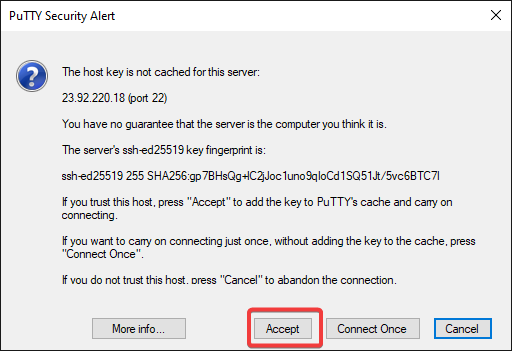 PuTTY Security Alert
The host key is not cached for this server:
23.92.220.18 (port 22)
You have no guarantee that the server is the computer you think it is.
The server's ssh-ed25519 key fingerprint is:
ssh-ed25519 255 SHA256:gp7BHsQg+lC2jJoc1uno9qloCd1SQ51Jt/5vc6BTC7I
If you trust this host, press "Accept" to add the key to PuTTY's cache and carry on
connecting.
If you want to carry on connecting just once, without adding the key to the cache, press
"Connect Once".
If you do not trust this host, press "Cancel" to abandon the connection.
More info...
Accept
Connect Once
Cancel